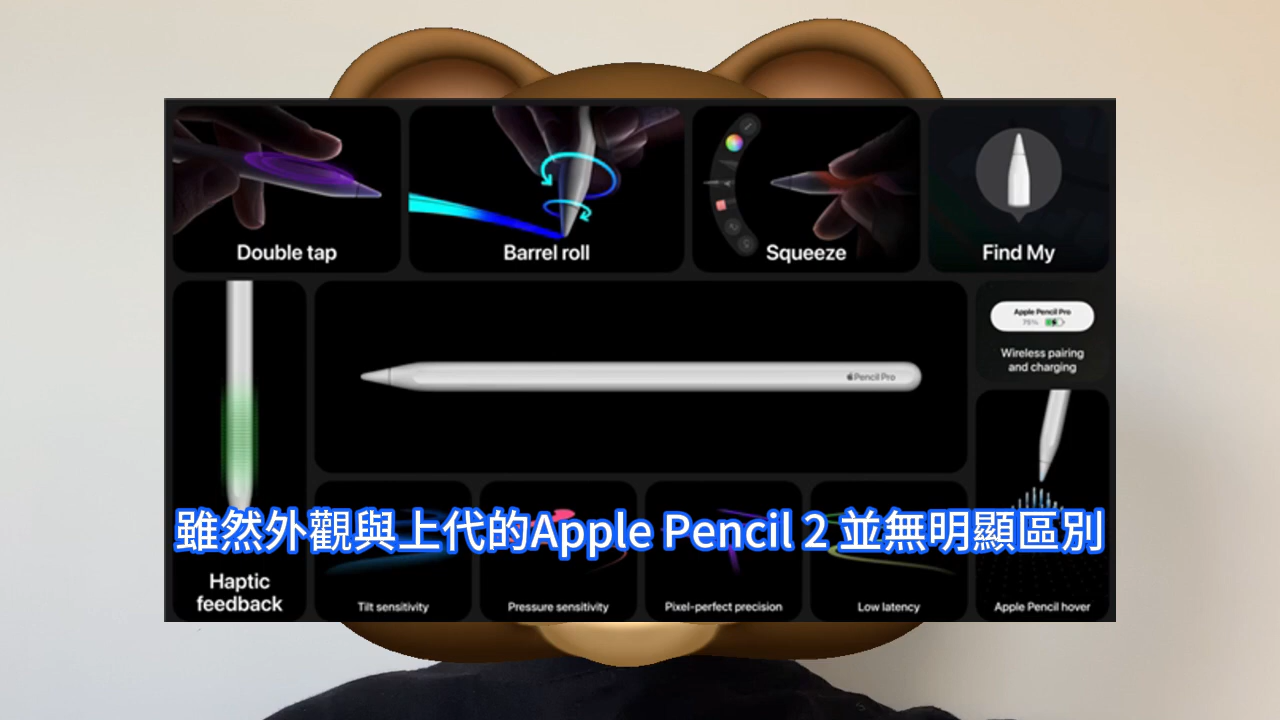 Double tap
Barrel roll
Squeeze
Find My
Apple Pencil Pro
75%
Wireless pairing
and charging
Pencil Pro
雖然外觀與上代的Apple Pencil 2 並無明顯區別
Haptic
feedback
Tilt sensitivity
Pressure sensitivity
Pixel-perfect precision
Low latency
Apple Pencil hover